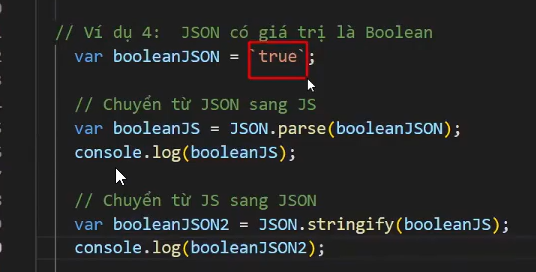 // Ví dụ 4:  JSON có giá trị là Boolean
var booleanJSON = `true`;
// Chuyển từ JSON sang JS
var booleanJS = JSON.parse(booleanJSON);
console.log(booleanJS);
// Chuyển từ JS sang JSON
var booleanJSON2 = JSON.stringify(booleanJS);
console.log(booleanJSON2);